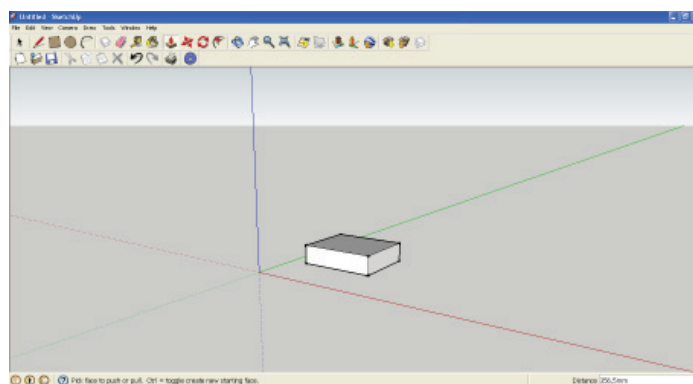 Untitled - SketchUp
File Edit View Camera Draw Tools Window Help
Pick face to push or pull. Ctrl = toggle create new starting face.
Distance 256.5mm